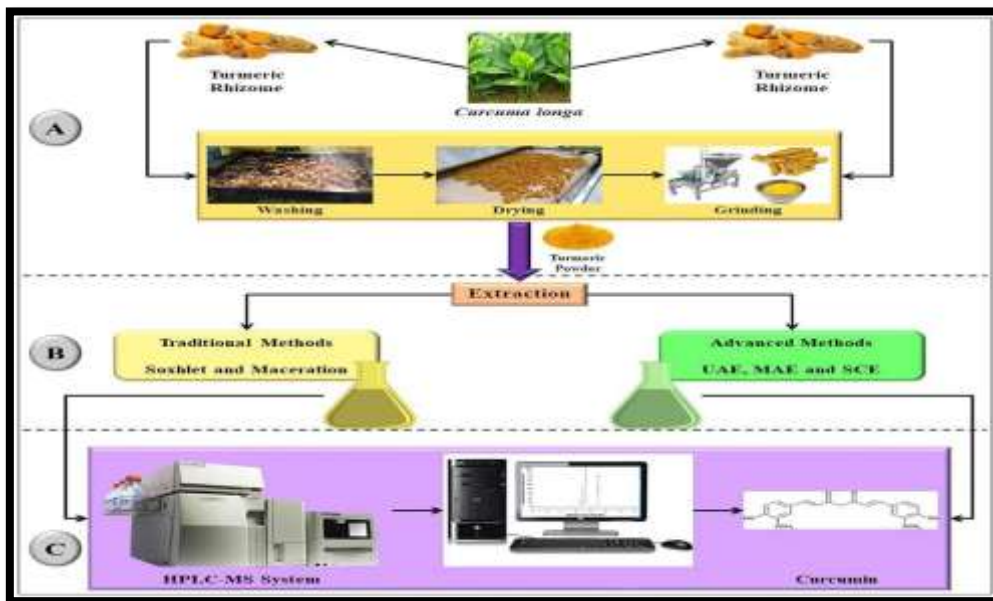 Turmeric
Rhizome
Curcuma longa
Turmeric
Rhizome
A
Washing
Drying
Grinding
Turmeric
Powder
Extraction
B
Traditional Methods
Soxhlet and Maceration
Advanced Methods
UAE, MAE and SCE
C
HPLC-MS System
Curcumin